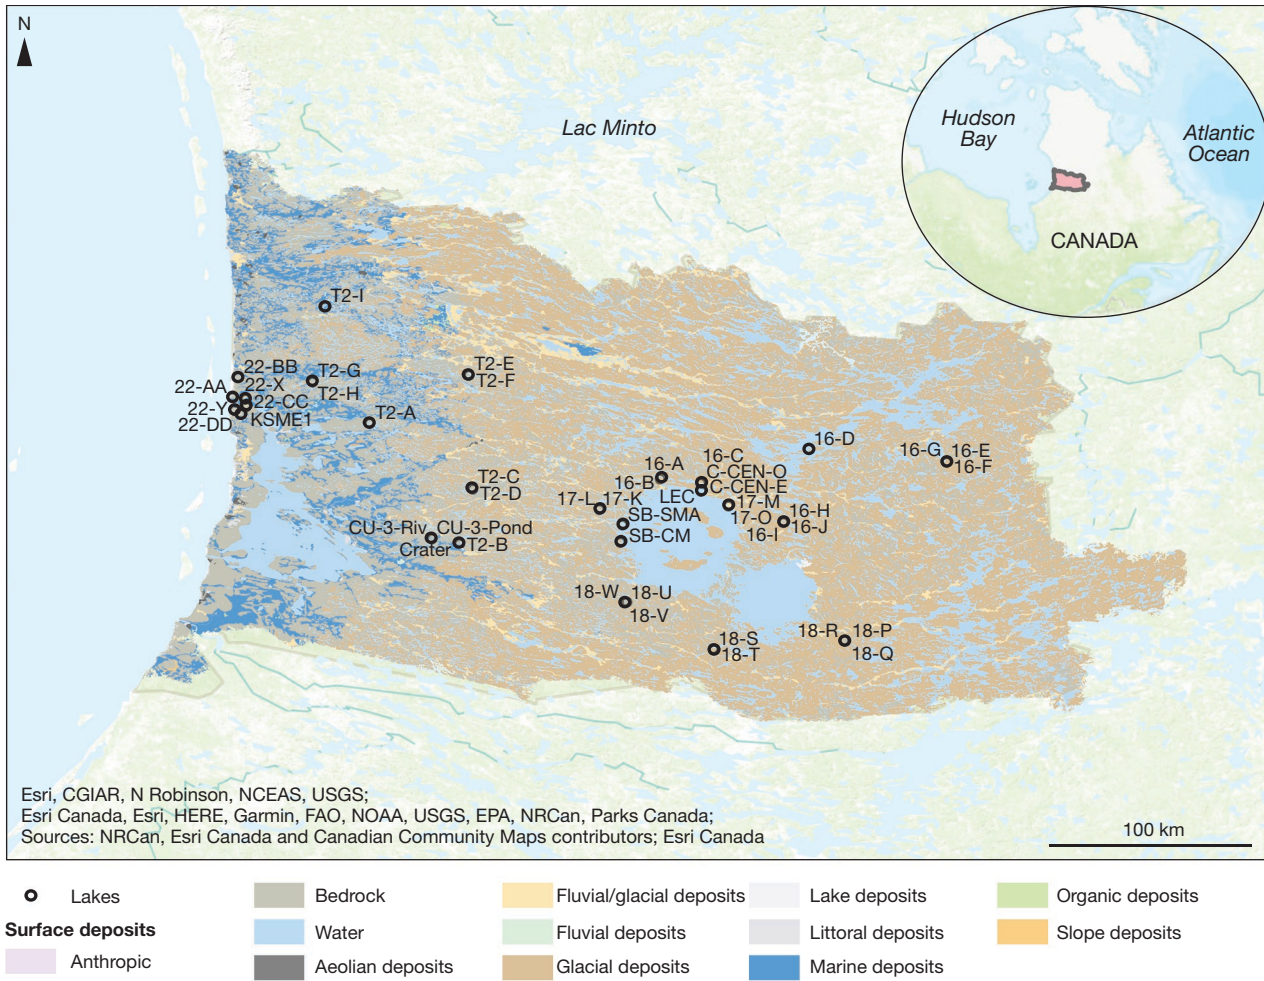 N
Lac Minto
Hudson
Bay
Atlantic
Ocean
CANADA
T2-I
22-BB
22-X
22-AA
22-CC
22-Y
KSME1
22-DD
T2-G
T2-H
T2-A
T2-E
T2-F
T2-C
T2-D
CU-3-Riv
CU-3-Pond
Crater
T2-B
16-D
16-C
16-A
C-CEN-O
16-B
C-CEN-E
LEC
17-L
17-K
17-M
SB-SMA
17-O
SB-CM
16-H
16-J
16-I
16-G
16-E
16-F
18-W
18-U
18-V
18-S
18-T
18-R
18-P
18-Q
Esri, CGIAR, N Robinson, NCEAS, USGS;
Esri Canada, Esri, HERE, Garmin, FAO, NOAA, USGS, EPA, NRCan, Parks Canada;
Sources: NRCan, Esri Canada and Canadian Community Maps contributors; Esri Canada
100 km
Lakes
Surface deposits
Anthropic
Bedrock
Water
Aeolian deposits
Fluvial/glacial deposits
Fluvial deposits
Glacial deposits
Lake deposits
Littoral deposits
Marine deposits
Organic deposits
Slope deposits